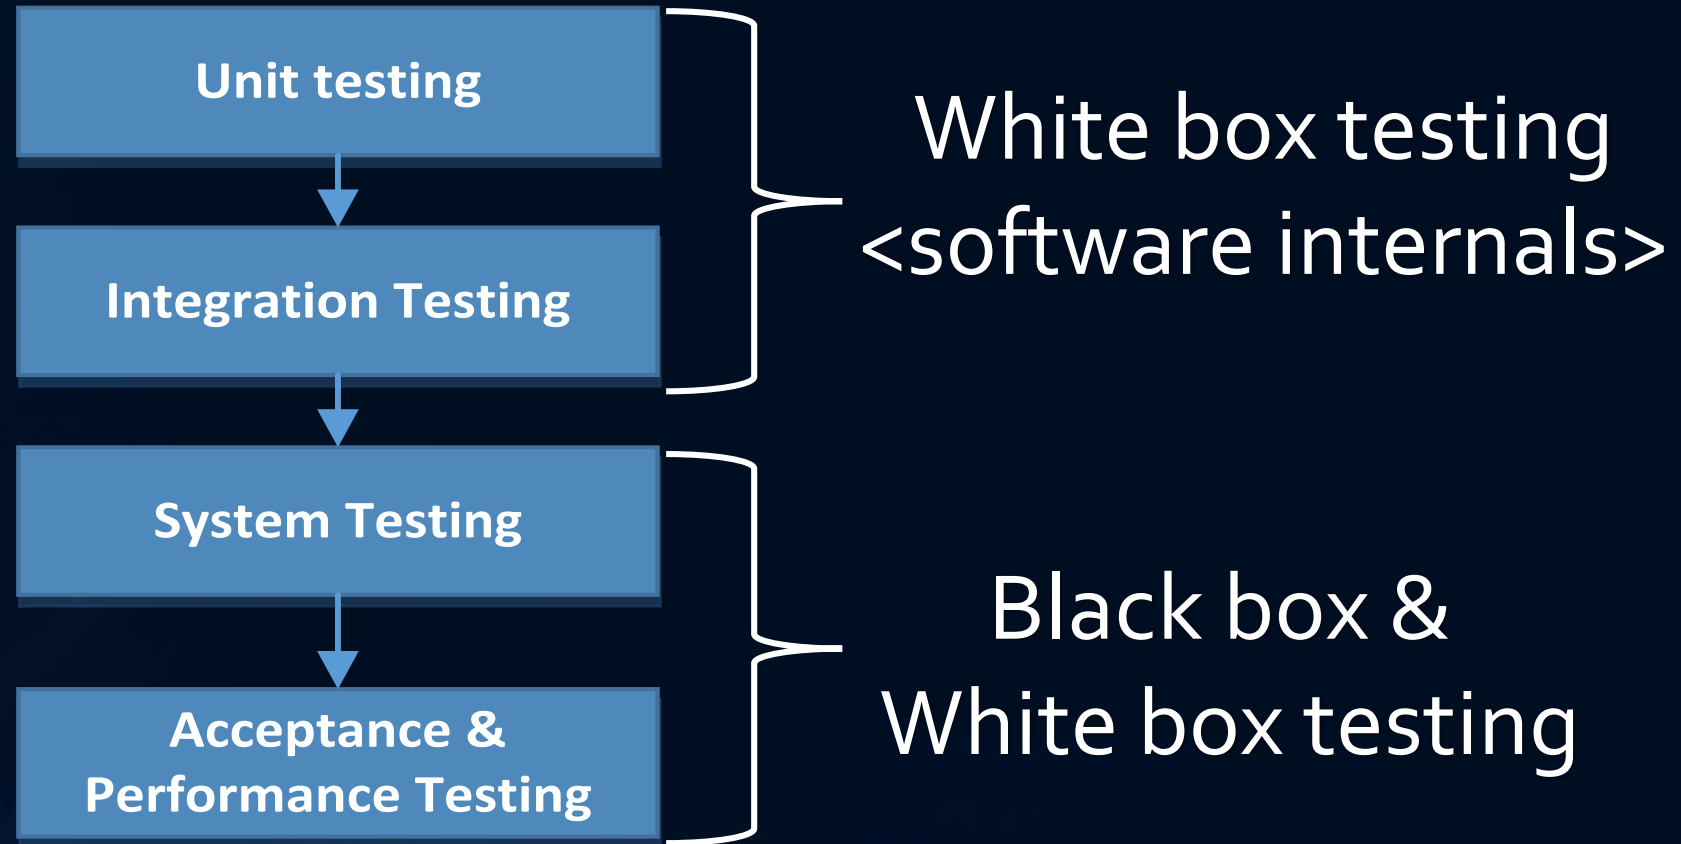 Unit testing
Integration Testing
System Testing
Acceptance &
Performance Testing
White box testing
<software internals>
Black box &
White box testing